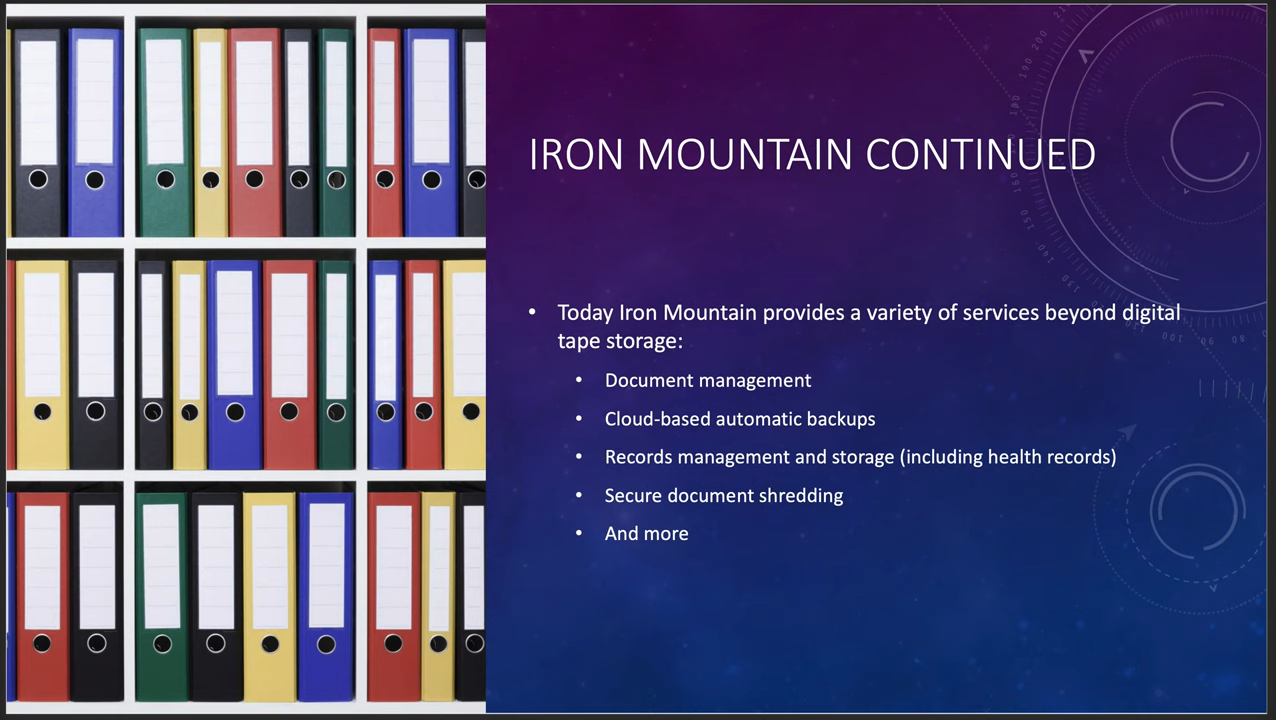 IRON MOUNTAIN CONTINUED
• Today Iron Mountain provides a variety of services beyond digital
tape storage:
• Document management
• Cloud-based automatic backups
• Records management and storage (including health records)
• Secure document shredding
• And more